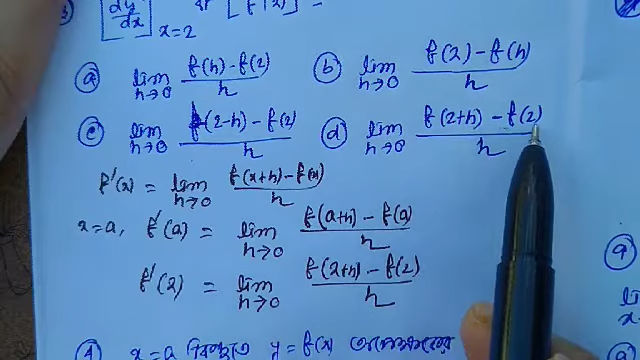 [dy/dx] x=2 [f'(x)] =
ⓐ lim h→0 f(h)-f(2)/h ⓑ lim h→0 f(2)-f(h)/h
ⓒ lim h→0 f(2-h)-f(2)/h ⓓ lim h→0 f(2+h)-f(2)/h
f'(x) = lim h→0 f(x+h)-f(x)/h
x=a, f'(a) = lim h→0 f(a+h)-f(a)/h
f'(2) = lim h→0 f(2+h)-f(2)/h
④ x=a বিন্দুতে y=f(x)